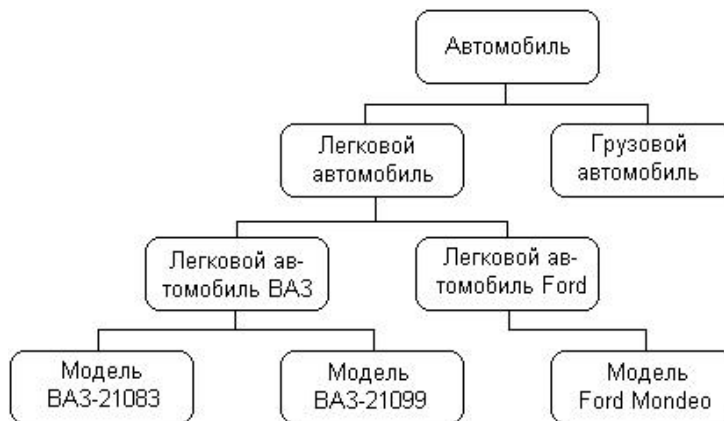 Автомобиль
Легковой
автомобиль
Грузовой
автомобиль
Легковой ав-
томобиль ВАЗ
Легковой ав-
томобиль Ford
Модель
ВАЗ-21083
Модель
ВАЗ-21099
Модель
Ford Mondeo